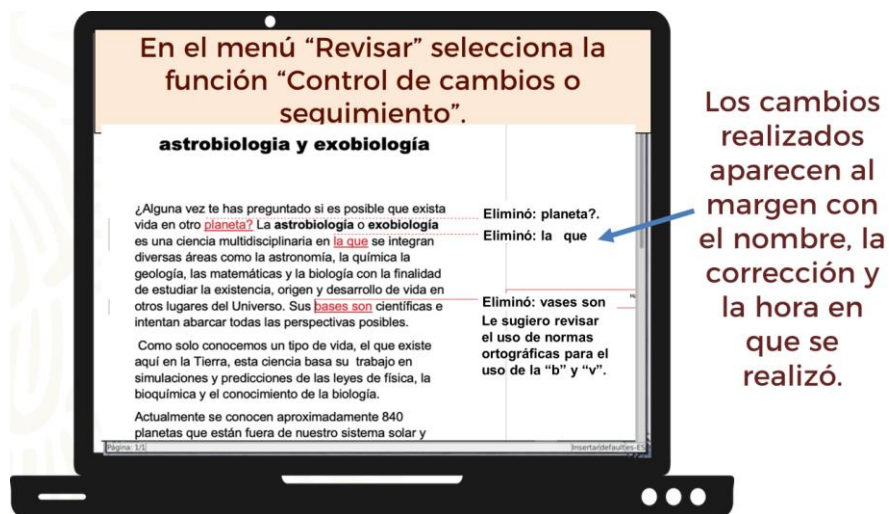 En el menú “Revisar” selecciona la
función “Control de cambios o
seguimiento”.
astrobiologia y exobiología
¿Alguna vez te has preguntado si es posible que exista
vida en otro planeta? La astrobiología o exobiología
es una ciencia multidisciplinaria en la que se integran
diversas áreas como la astronomía, la química la
geología, las matemáticas y la biología con la finalidad
de estudiar la existencia, origen y desarrollo de vida en
otros lugares del Universo. Sus bases son científicas e
intentan abarcar todas las perspectivas posibles.
Como solo conocemos un tipo de vida, el que existe
aquí en la Tierra, esta ciencia basa su trabajo en
simulaciones y predicciones de las leyes de física, la
bioquímica y el conocimiento de la biología.
Actualmente se conocen aproximadamente 840
planetas que están fuera de nuestro sistema solar y
Eliminó: planeta?.
Eliminó: la que
Eliminó: vases son
Le sugiero revisar
el uso de normas
ortográficas para el
uso de la “b” y “v”.
Página: 1/1
Insertar/defaultes-ES
Los cambios
realizados
aparecen al
margen con
el nombre, la
corrección y
la hora en
que se
realizó.